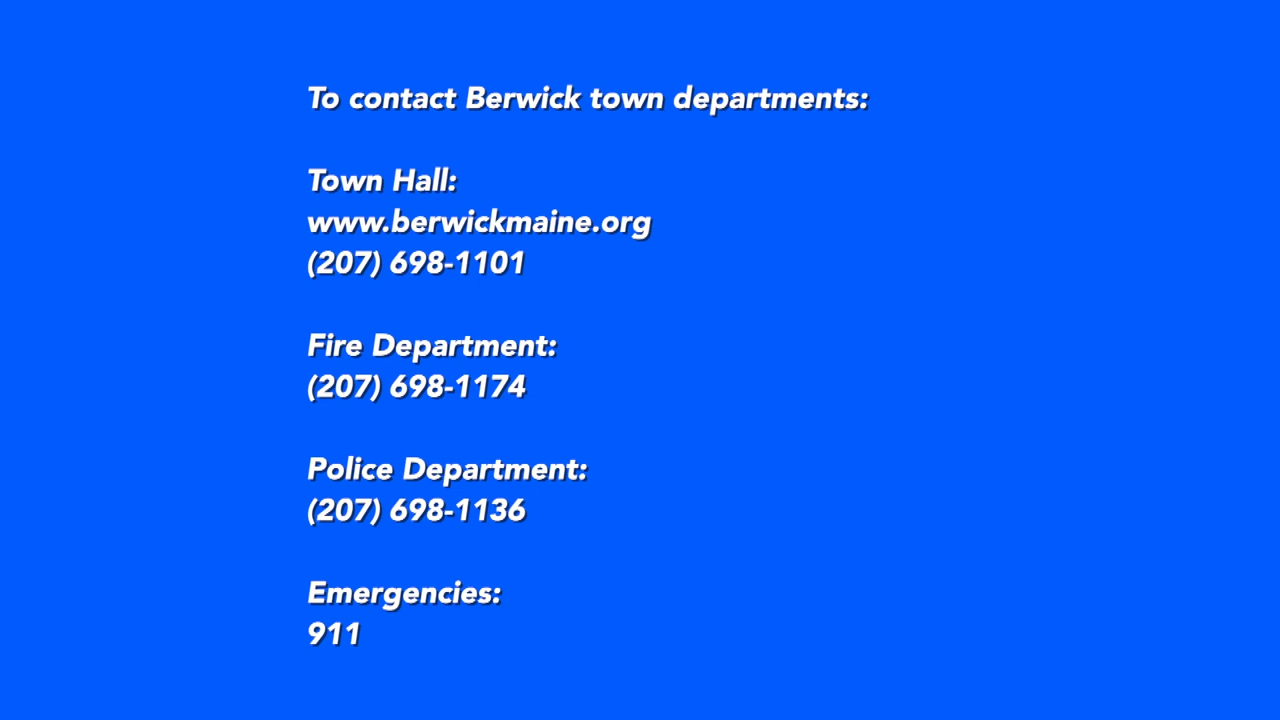 To contact Berwick town departments:
Town Hall:
www.berwickmaine.org
(207) 698-1101
Fire Department:
(207) 698-1174
Police Department:
(207) 698-1136
Emergencies:
911